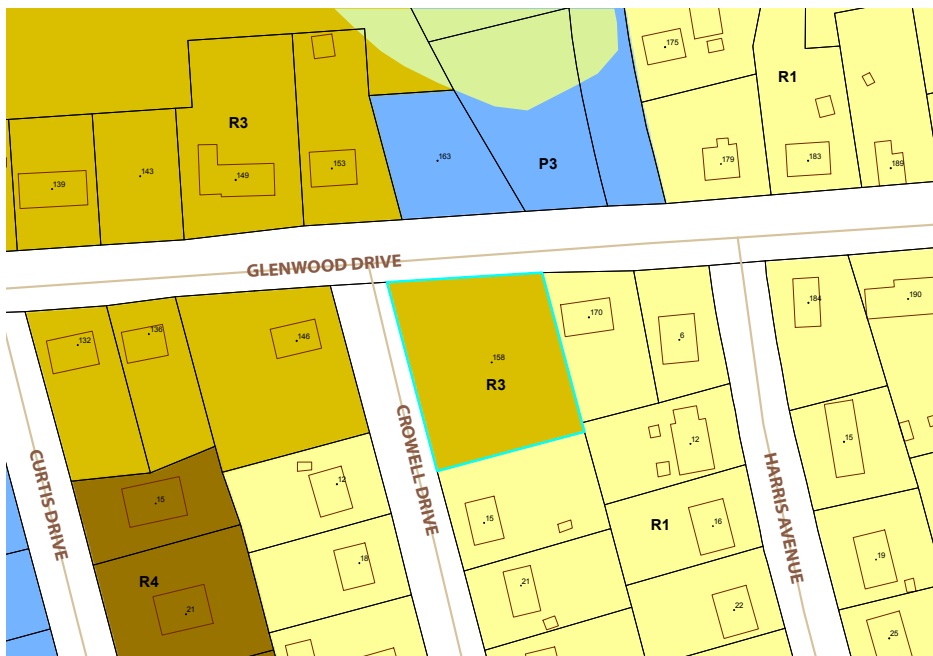 175
R1
R3
139
143
149
153
163
P3
179
183
189
GLENWOOD DRIVE
132
136
146
158
R3
170
6
184
190
CURTIS DRIVE
CROWELL DRIVE
HARRIS AVENUE
15
12
15
12
15
R4
21
18
21
R1
16
22
19
25